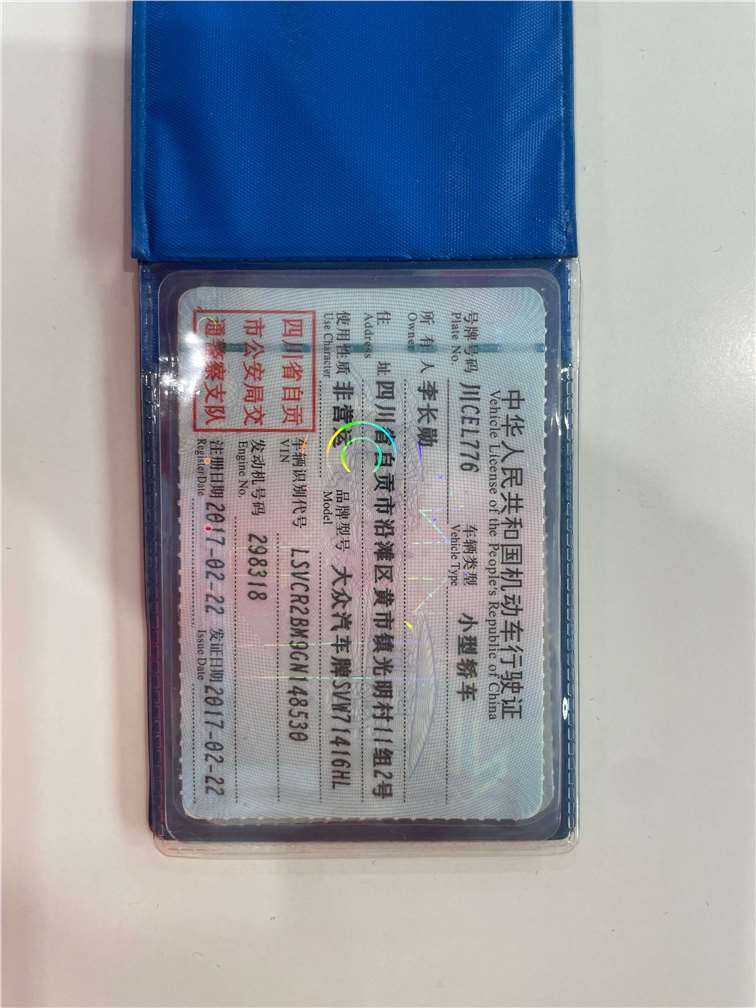 中华人民共和国机动车行驶证
Vehicle License of the People's Republic of China
号牌号码 川CEL776 车辆类型 小型轿车
Plate No. Vehicle Type
所有人 李长勋
Owner
住址 四川省自贡市沿滩区黄市镇光明村11组2号
Address
使用性质 非营运 品牌型号 大众汽车牌SVW71416HL
Use Character Model
四川省自贡
市公安局交
通警察支队
车辆识别代号 LSVCR2BM9GN148530
VIN
发动机号码 298318
Engine No.
注册日期 2017-02-22 发证日期 2017-02-22
Register Date Issue Date